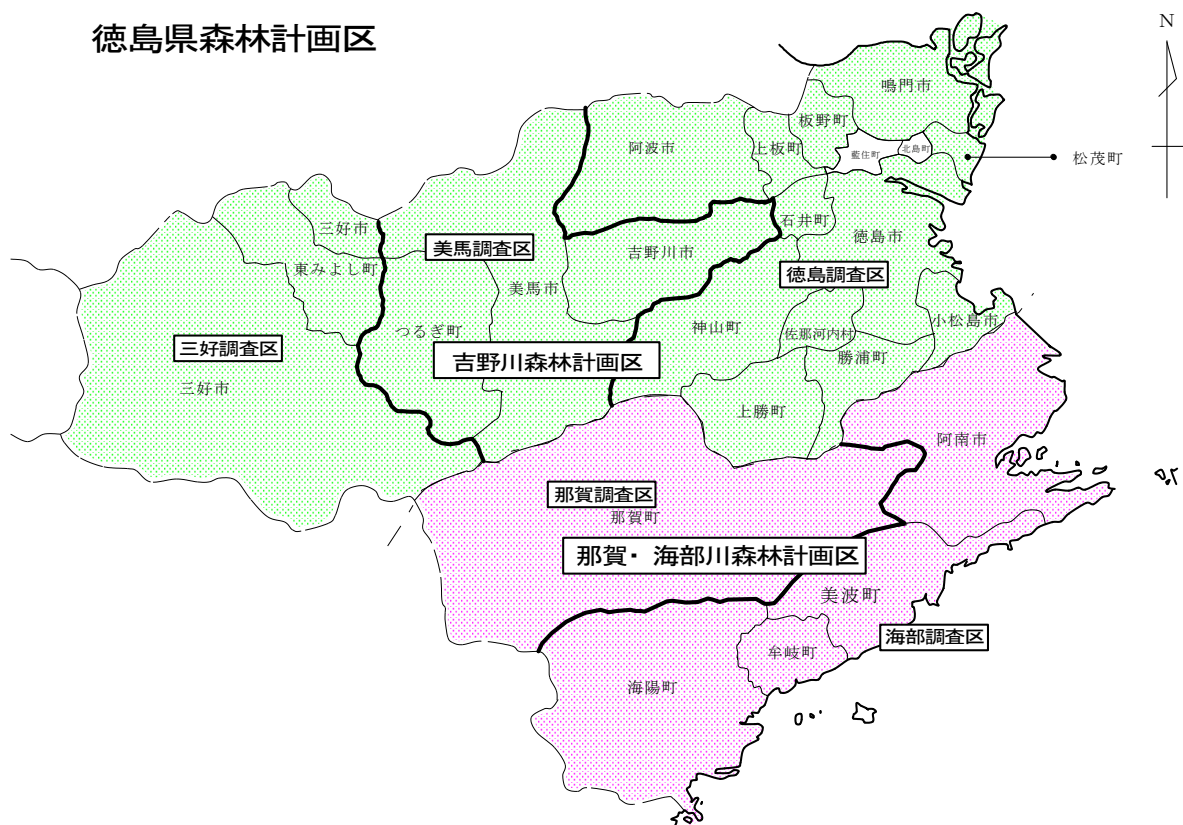 徳島県森林計画区
N
鳴門市
板野町
上板町
藍住町
北島町
松茂町
阿波市
石井町
徳島市
三好市
美馬調査区
吉野川市
徳島調査区
東みよし町
美馬市
つるぎ町
神山町
佐那河内村
小松島市
三好調査区
吉野川森林計画区
勝浦町
三好市
上勝町
阿南市
那賀調査区
那賀町
那賀・海部川森林計画区
美波町
海部調査区
牟岐町
海陽町